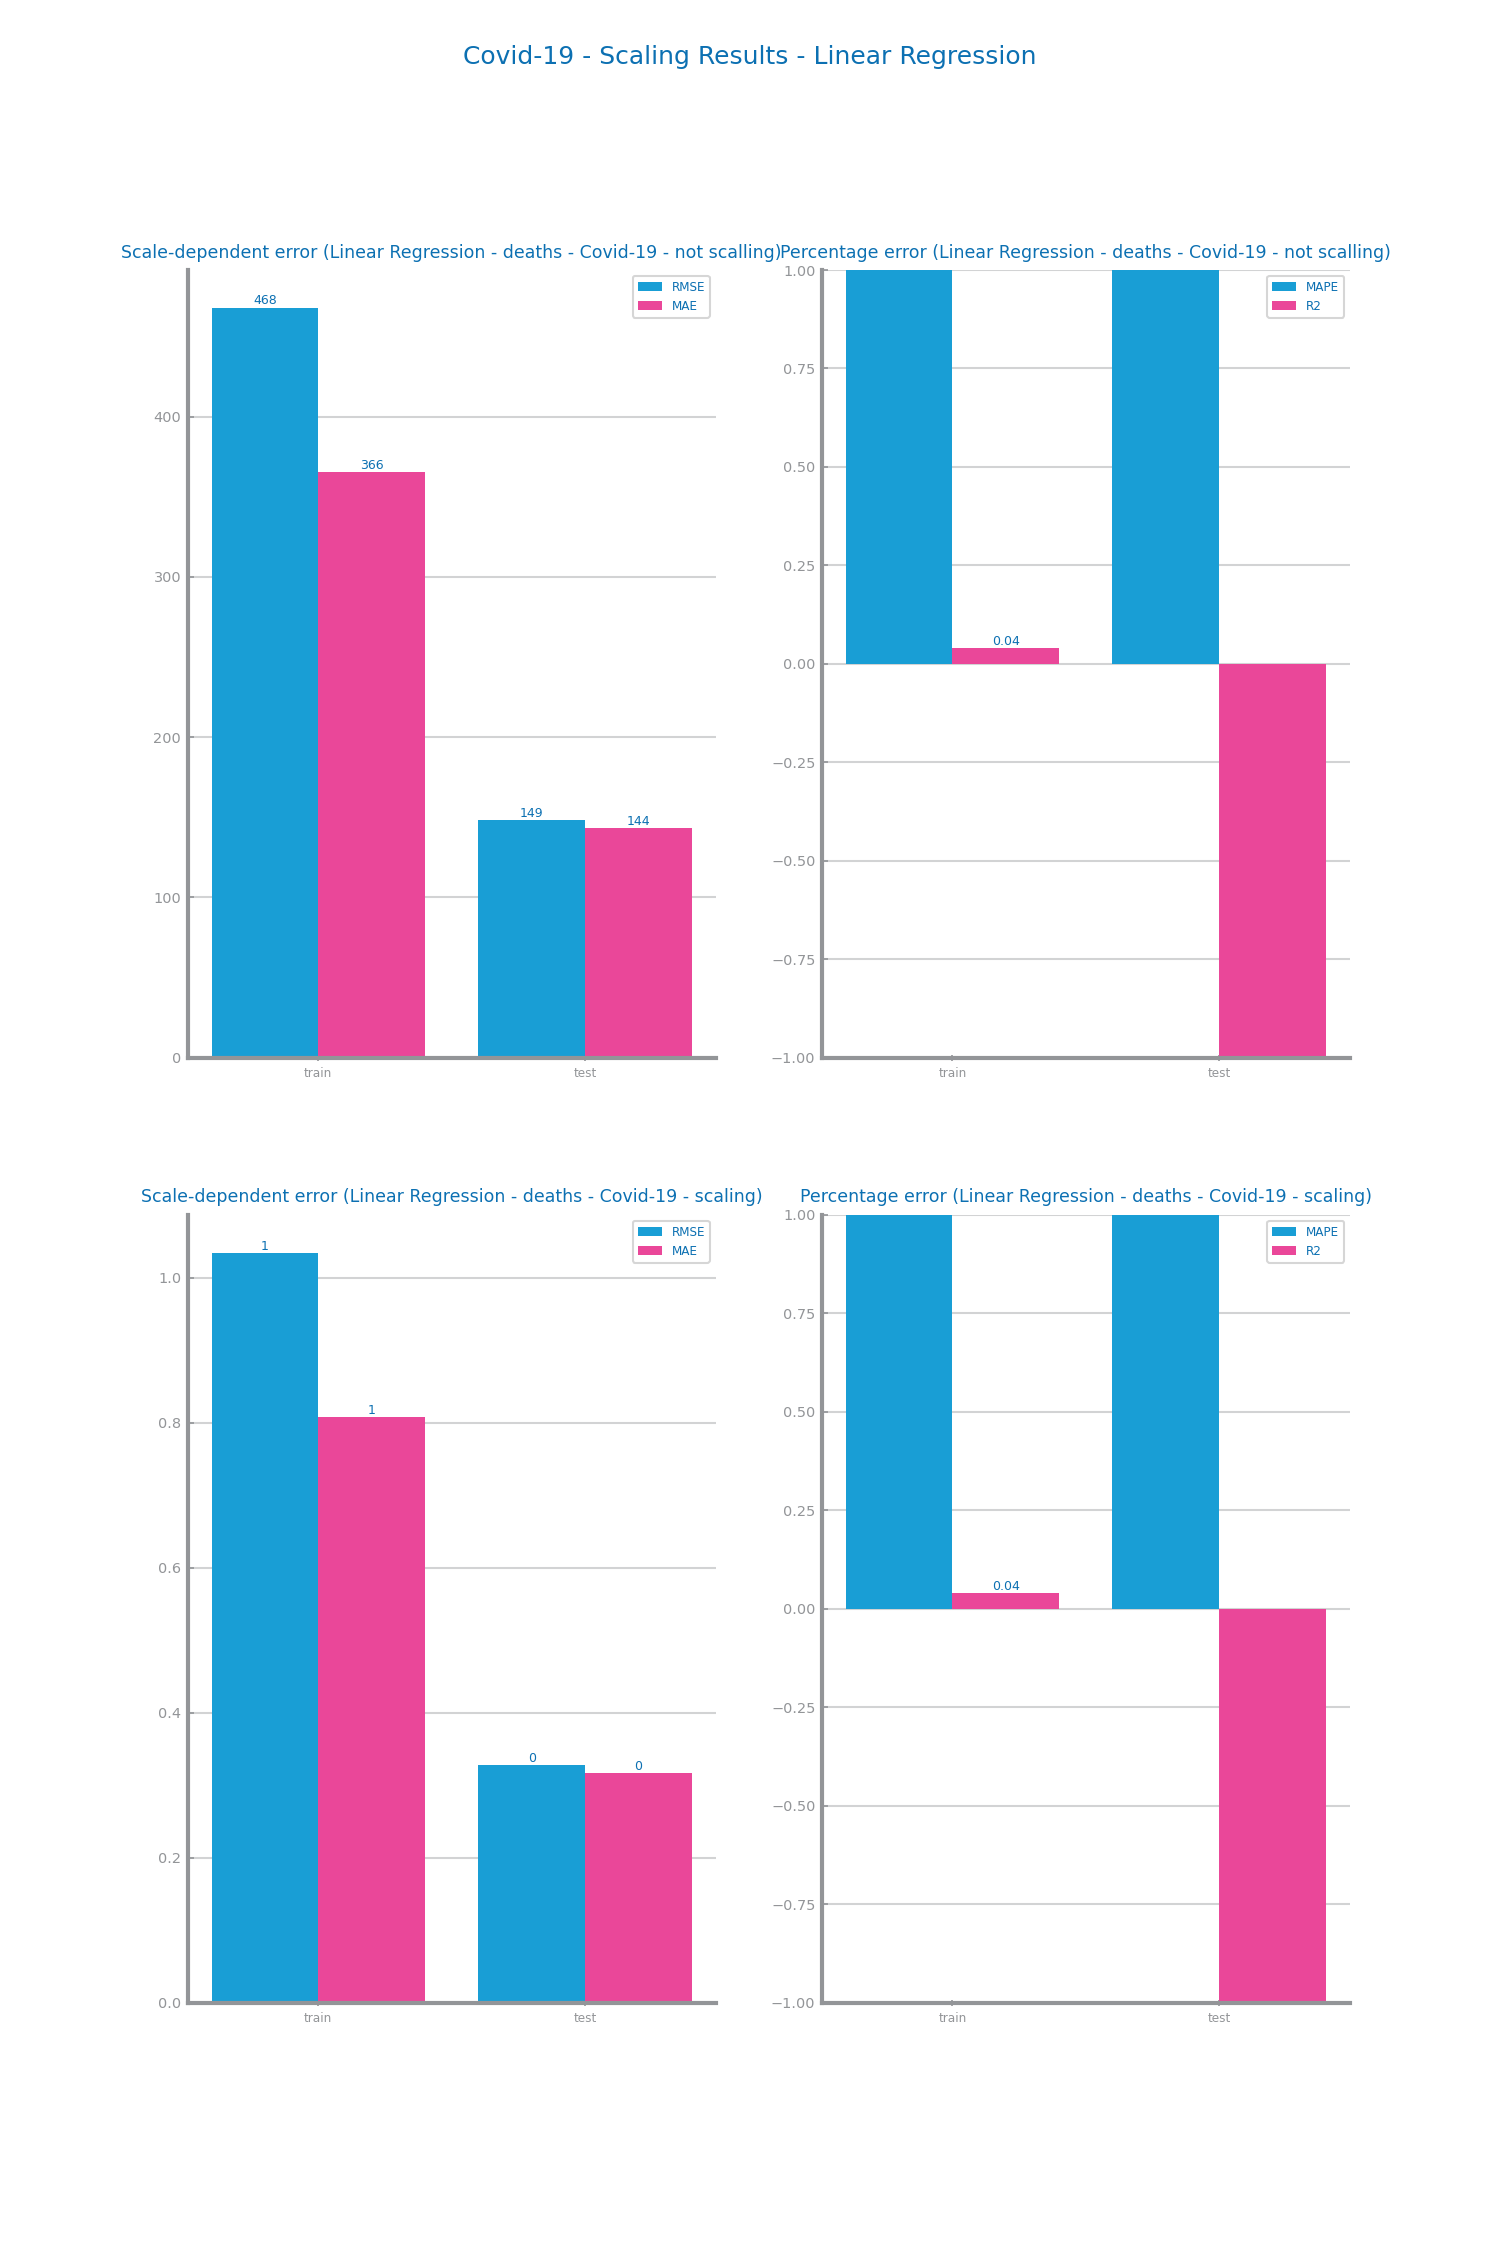 Covid-19 - Scaling Results - Linear Regression
Scale-dependent error (Linear Regression - deaths - Covid-19 - not scalling)
RMSE
MAE
468
366
149
144
400
300
200
100
0
train
test
Percentage error (Linear Regression - deaths - Covid-19 - not scalling)
MAPE
R2
0.04
1.00
0.75
0.50
0.25
0.00
−0.25
−0.50
−0.75
−1.00
train
test
Scale-dependent error (Linear Regression - deaths - Covid-19 - scaling)
RMSE
MAE
1
1
0
0
1.0
0.8
0.6
0.4
0.2
0.0
train
test
Percentage error (Linear Regression - deaths - Covid-19 - scaling)
MAPE
R2
0.04
1.00
0.75
0.50
0.25
0.00
−0.25
−0.50
−0.75
−1.00
train
test